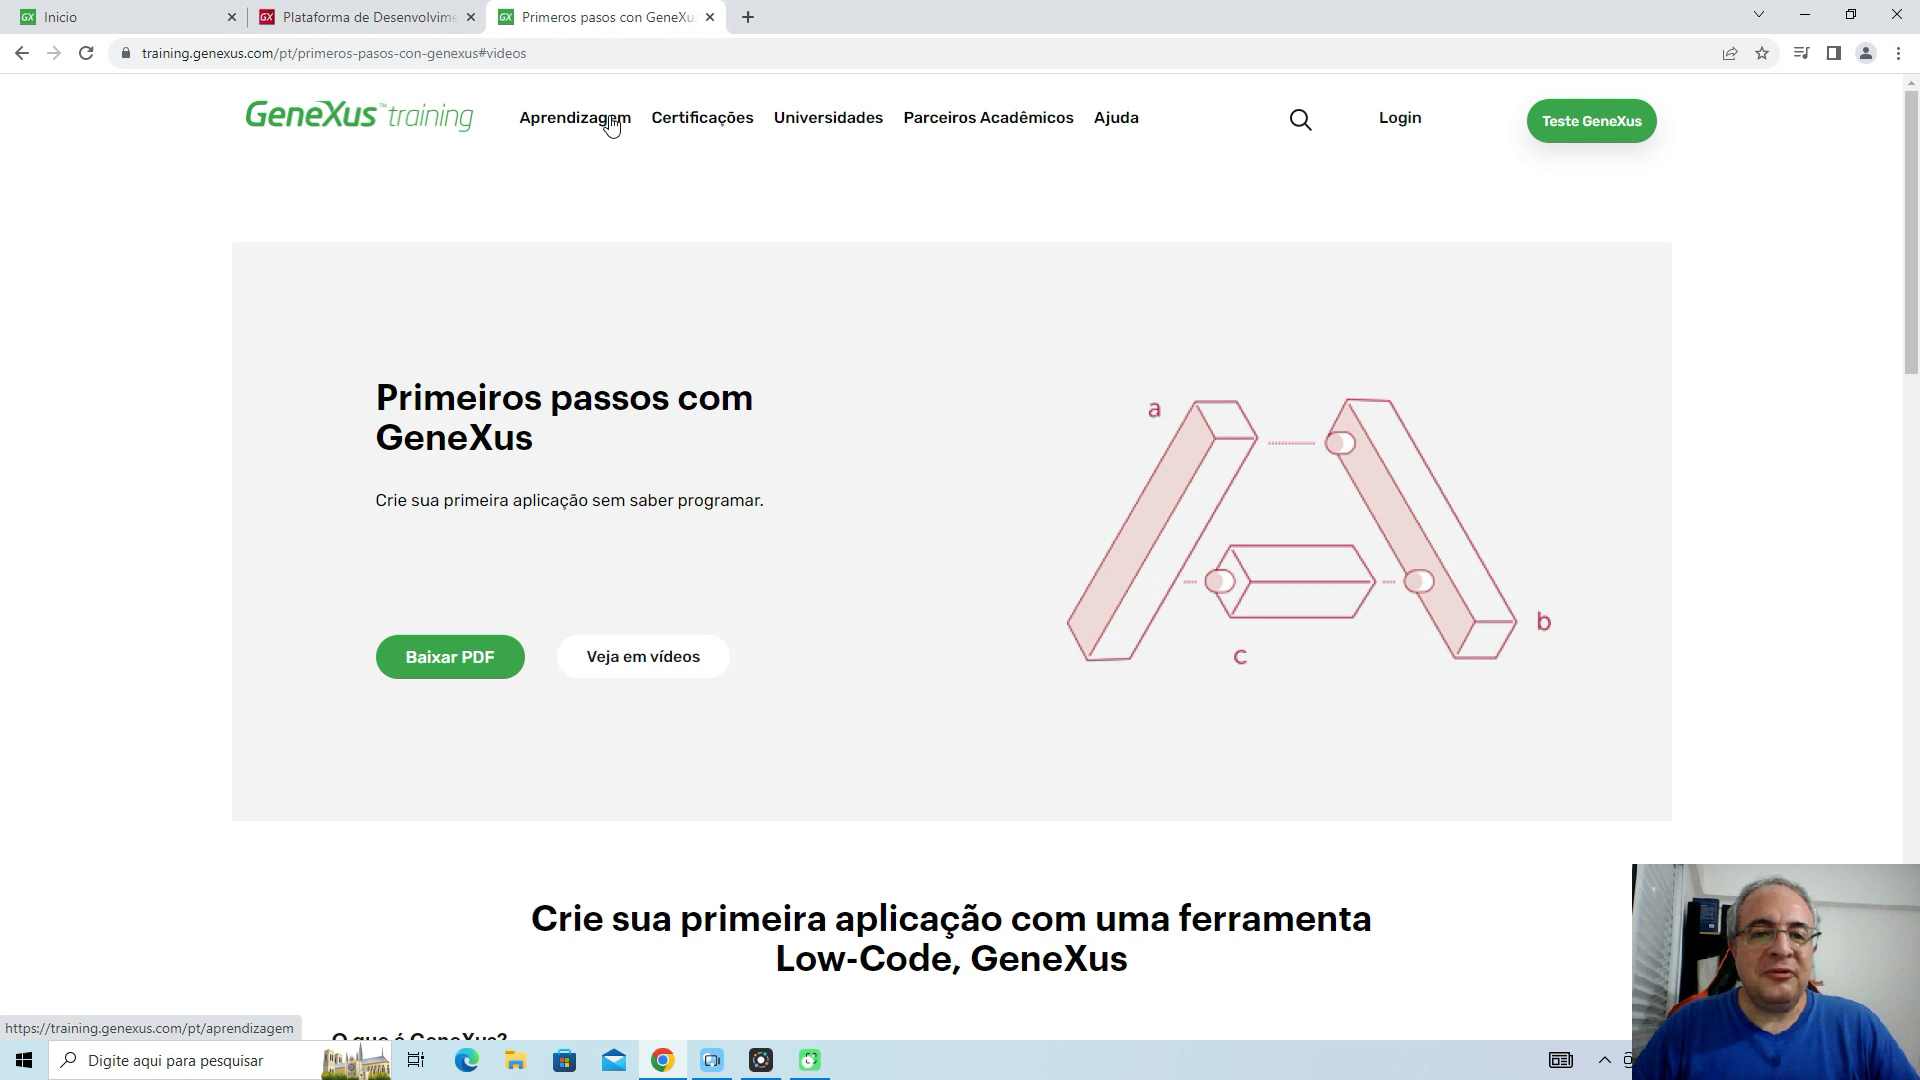 Inicio
Plataforma de Desenvolvime
Primeros pasos con GeneXu
training.genexus.com/pt/primeros-pasos-con-genexus#videos
GeneXus™ training
Aprendizagem
Certificações
Universidades
Parceiros Acadêmicos
Ajuda
Login
Teste GeneXus
Primeiros passos com
GeneXus
Crie sua primeira aplicação sem saber programar.
Baixar PDF
Veja em vídeos
a
b
c
Crie sua primeira aplicação com uma ferramenta
Low-Code, GeneXus
O que é GeneXus?
https://training.genexus.com/pt/aprendizagem
Digite aqui para pesquisar